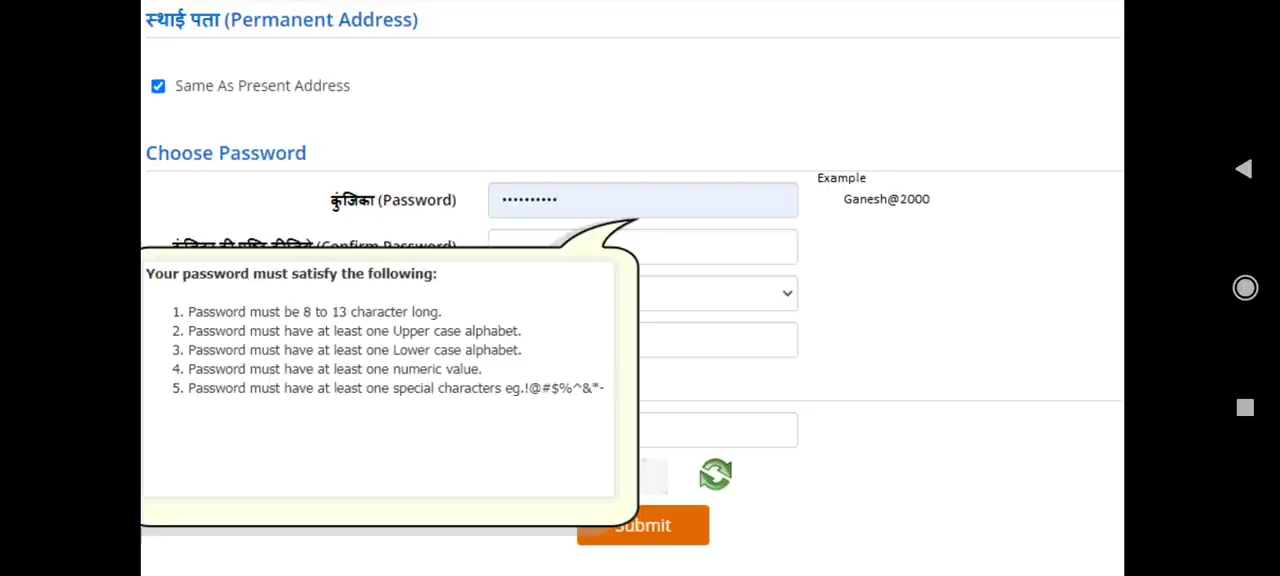 स्थाई पता (Permanent Address)
Same As Present Address
Choose Password
Example
कुंजिका (Password)
••••••••••
Ganesh@2000
(Confirm Password)
Your password must satisfy the following:
1. Password must be 8 to 13 character long.
2. Password must have at least one Upper case alphabet.
3. Password must have at least one Lower case alphabet.
4. Password must have at least one numeric value.
5. Password must have at least one special characters eg.!@#$%^&*-
Submit